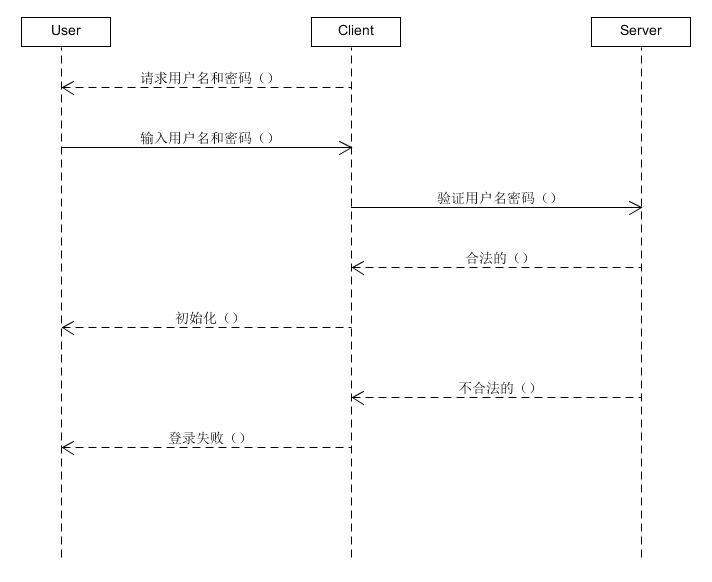 User
Client
Server
请求用户名和密码（）
输入用户名和密码（）
验证用户名密码（）
合法的（）
初始化（）
不合法的（）
登录失败（）